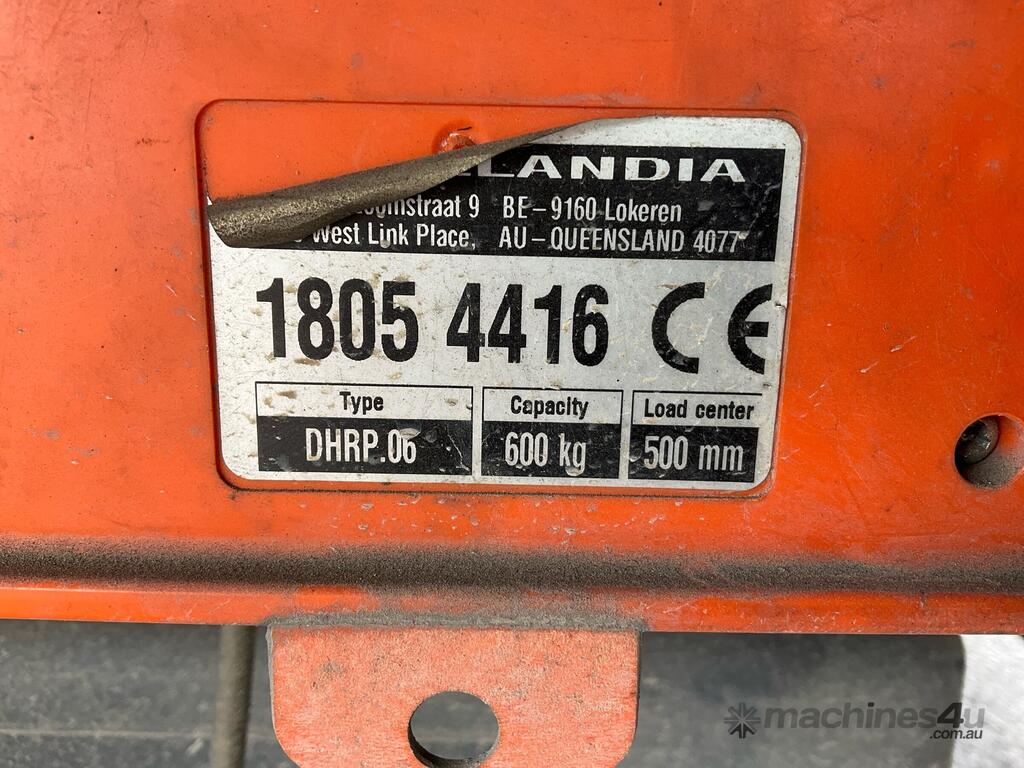 LANDIA
straat 9 BE-9160 Lokeren
West Link Place, AU-QUEENSLAND 4077
1805 4416 CE
Type Capacity Load center
DHRP.06 600 kg 500 mm
machines4u
.com.au